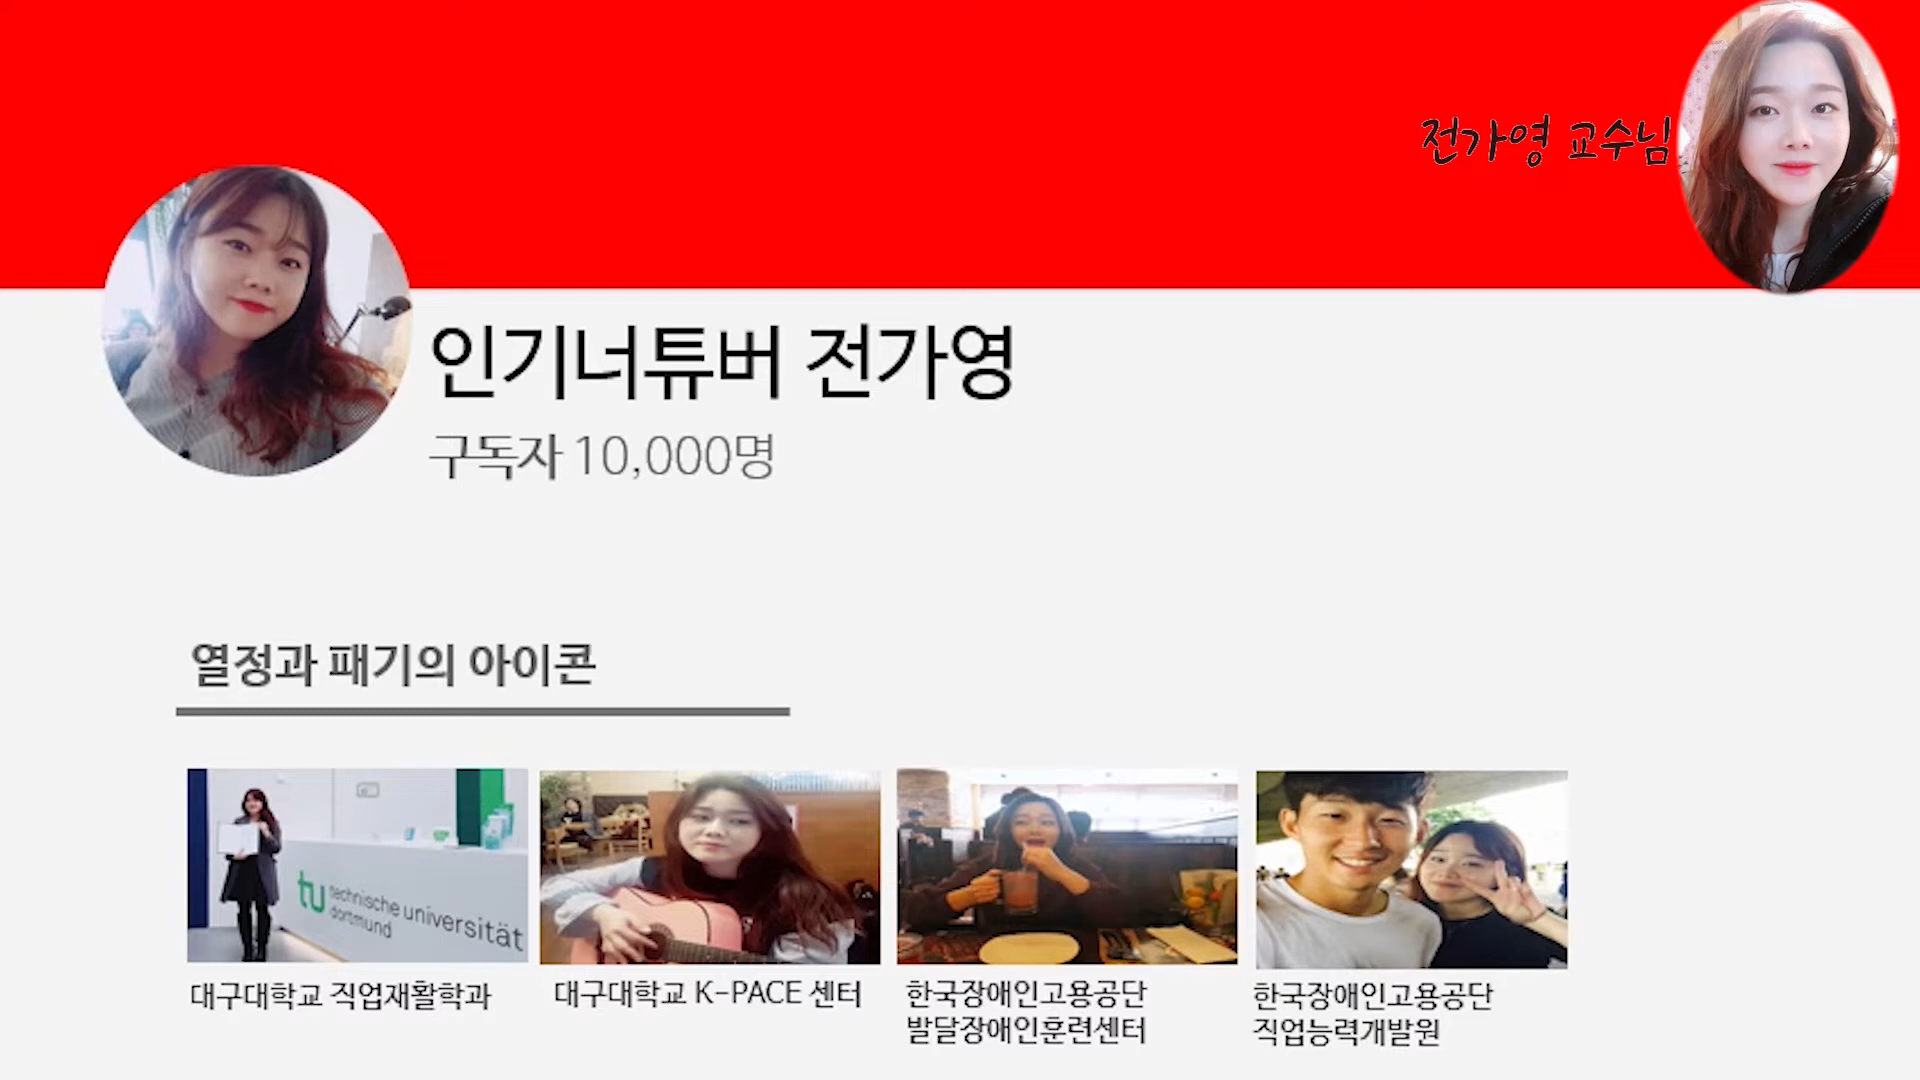 전가영 교수님
인기너튜버 전가영
구독자 10,000명
열정과 패기의 아이콘
tu technische universität
dortmund
대구대학교 직업재활학과
대구대학교 K-PACE 센터
한국장애인고용공단
발달장애인훈련센터
한국장애인고용공단
직업능력개발원